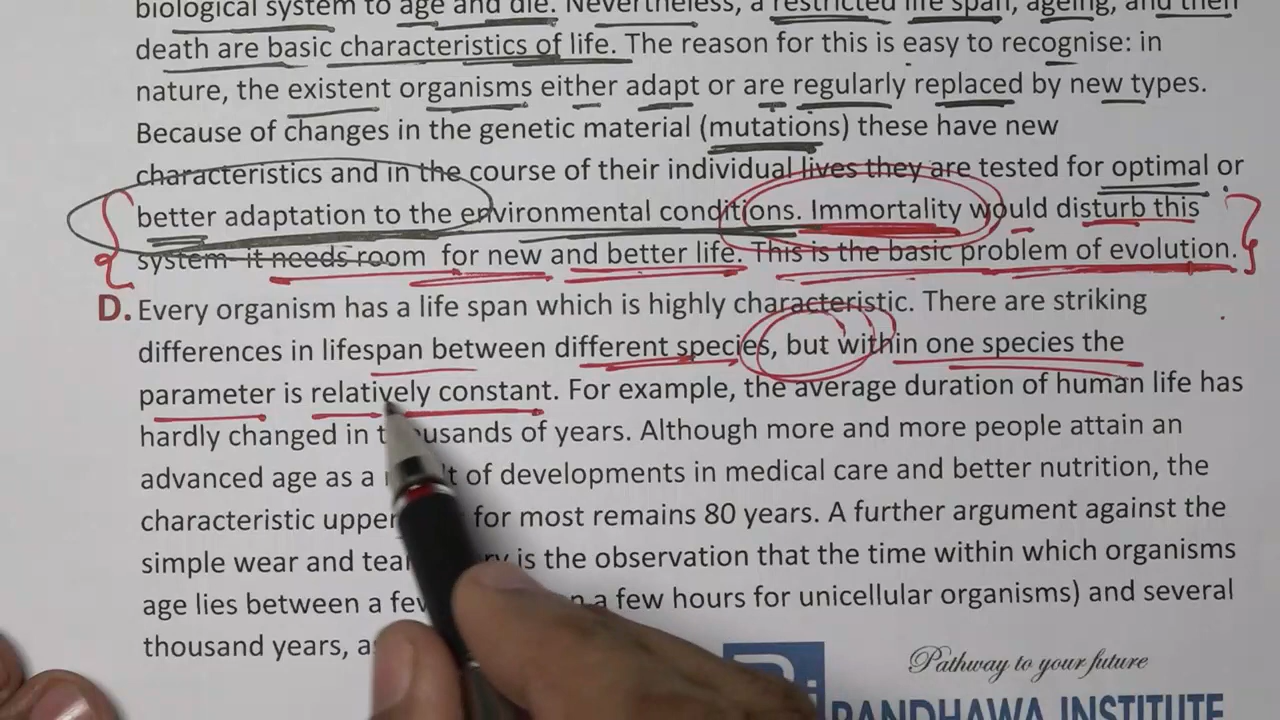 biological system to age and die. Nevertheless, a restricted life span, ageing, and then
death are basic characteristics of life. The reason for this is easy to recognise: in
nature, the existent organisms either adapt or are regularly replaced by new types.
Because of changes in the genetic material (mutations) these have new
characteristics and in the course of their individual lives they are tested for optimal or
better adaptation to the environmental conditions. Immortality would disturb this
system- it needs room for new and better life. This is the basic problem of evolution.
D. Every organism has a life span which is highly characteristic. There are striking
differences in lifespan between different species, but within one species the
parameter is relatively constant. For example, the average duration of human life has
hardly changed in thousands of years. Although more and more people attain an
advanced age as a of developments in medical care and better nutrition, the
characteristic upper for most remains 80 years. A further argument against the
simple wear and tear is the observation that the time within which organisms
age lies between a few a few hours for unicellular organisms) and several
thousand years,
Pathway to your future
RANDHAWA INSTITUTE